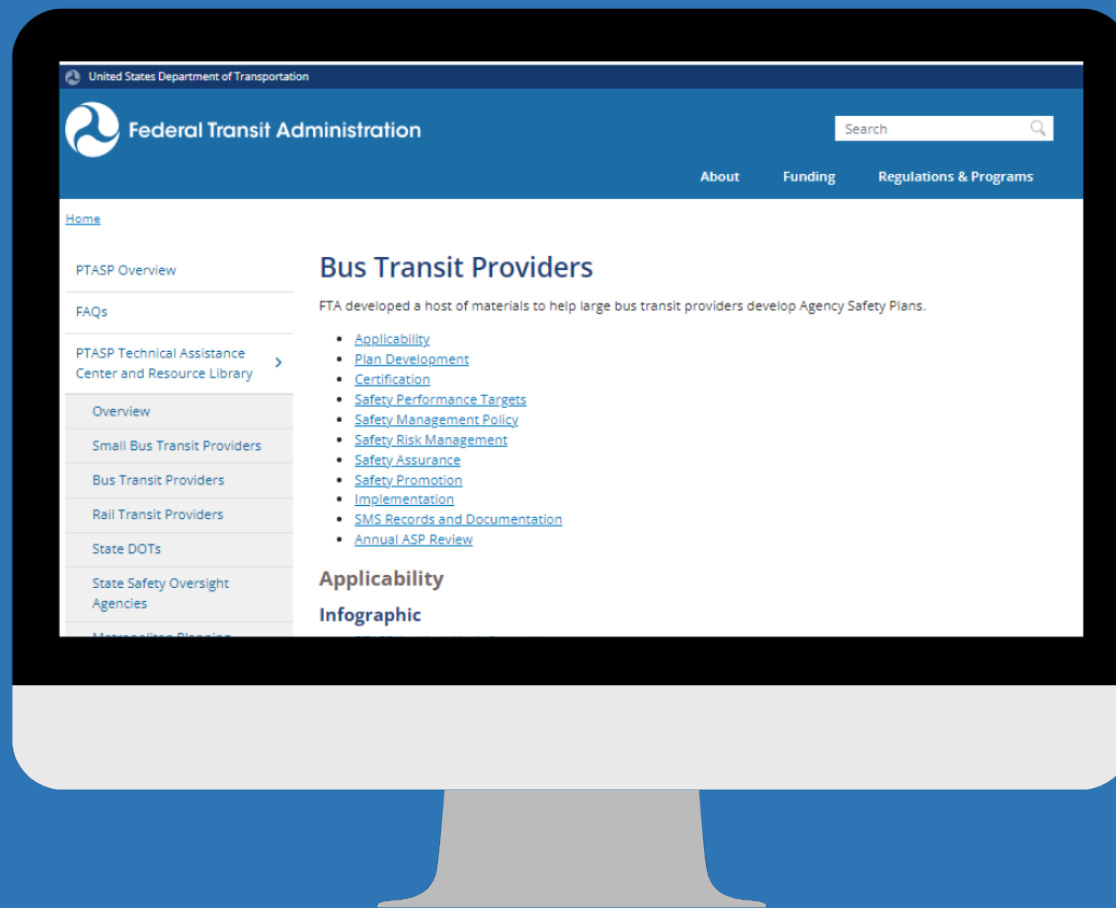 United States Department of Transportation
Federal Transit Administration
Search
About Funding Regulations & Programs
Home
PTASP Overview
FAQs
PTASP Technical Assistance
Center and Resource Library
Overview
Small Bus Transit Providers
Bus Transit Providers
Rail Transit Providers
State DOTs
State Safety Oversight
Agencies
Metropolitan Planning
Bus Transit Providers
FTA developed a host of materials to help large bus transit providers develop Agency Safety Plans.
Applicability
Plan Development
Certification
Safety Performance Targets
Safety Management Policy
Safety Risk Management
Safety Assurance
Safety Promotion
Implementation
SMS Records and Documentation
Annual ASP Review
Applicability
Infographic